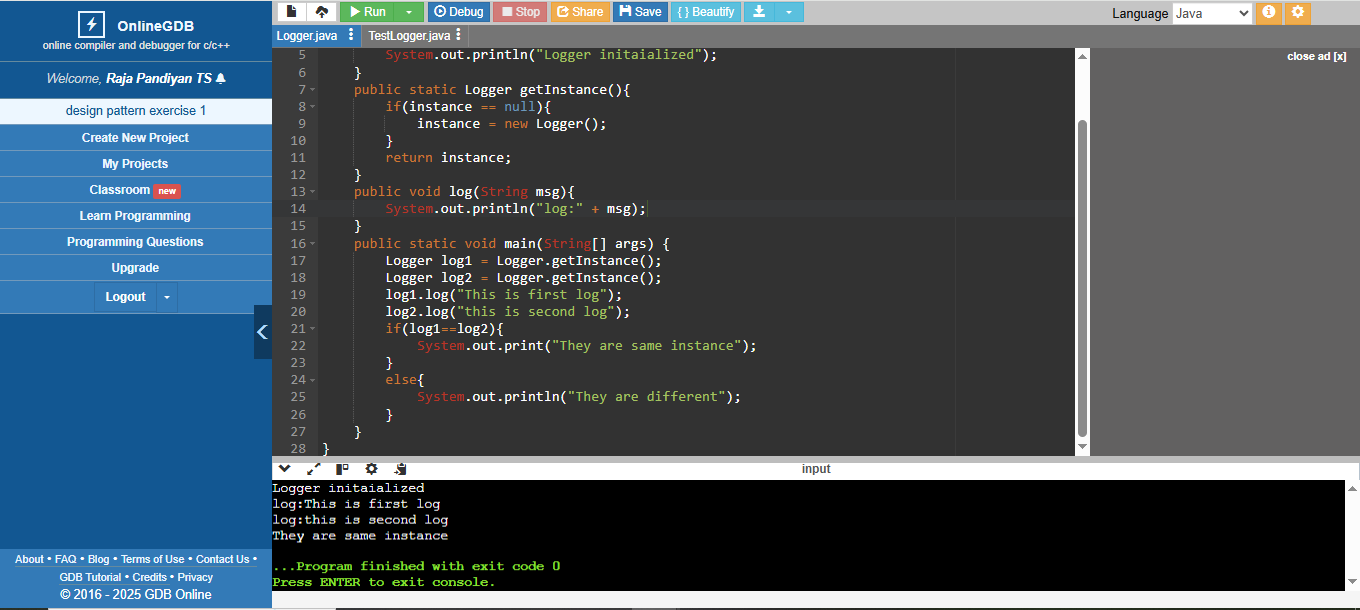 OnlineGDB
online compiler and debugger for c/c++
Welcome, Raja Pandiyan TS
design pattern exercise 1
Create New Project
My Projects
Classroom new
Learn Programming
Programming Questions
Upgrade
Logout
About • FAQ • Blog • Terms of Use • Contact Us •
GDB Tutorial • Credits • Privacy
© 2016 - 2025 GDB Online
Run Debug Stop Share Save { } Beautify
Language Java
Logger.java TestLogger.java
close ad [x]
5 System.out.println("Logger initaialized");
6 }
7 public static Logger getInstance(){
8 if(instance == null){
9 instance = new Logger();
10 }
11 return instance;
12 }
13 public void log(String msg){
14 System.out.println("log:" + msg);
15 }
16 public static void main(String[] args) {
17 Logger log1 = Logger.getInstance();
18 Logger log2 = Logger.getInstance();
19 log1.log("This is first log");
20 log2.log("this is second log");
21 if(log1==log2){
22 System.out.print("They are same instance");
23 }
24 else{
25 System.out.println("They are different");
26 }
27 }
28 }
input
Logger initaialized
log:This is first log
log:this is second log
They are same instance
...Program finished with exit code 0
Press ENTER to exit console.